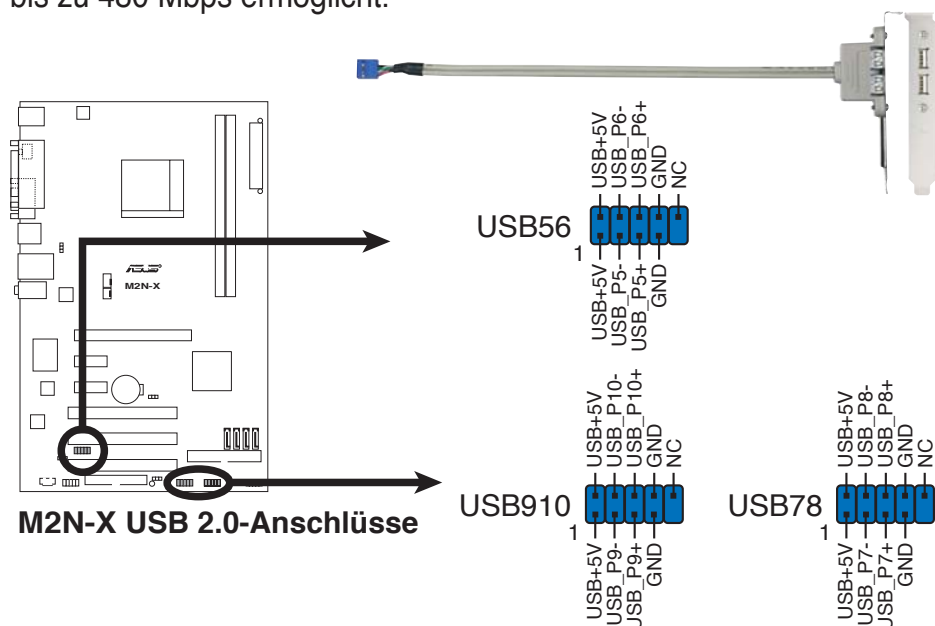 bis zu 480 Mbps ermöglicht.
USB+5V
USB_P6-
USB_P6+
GND
NC
USB56
1
USB+5V
USB_P5-
USB_P5+
GND
ASUS
M2N-X
USB+5V
USB_P10-
USB_P10+
GND
NC
USB910
1
USB+5V
USB_P9-
USB_P9+
GND
USB+5V
USB_P8-
USB_P8+
GND
NC
USB78
1
USB+5V
USB_P7-
USB_P7+
GND
M2N-X USB 2.0-Anschlüsse